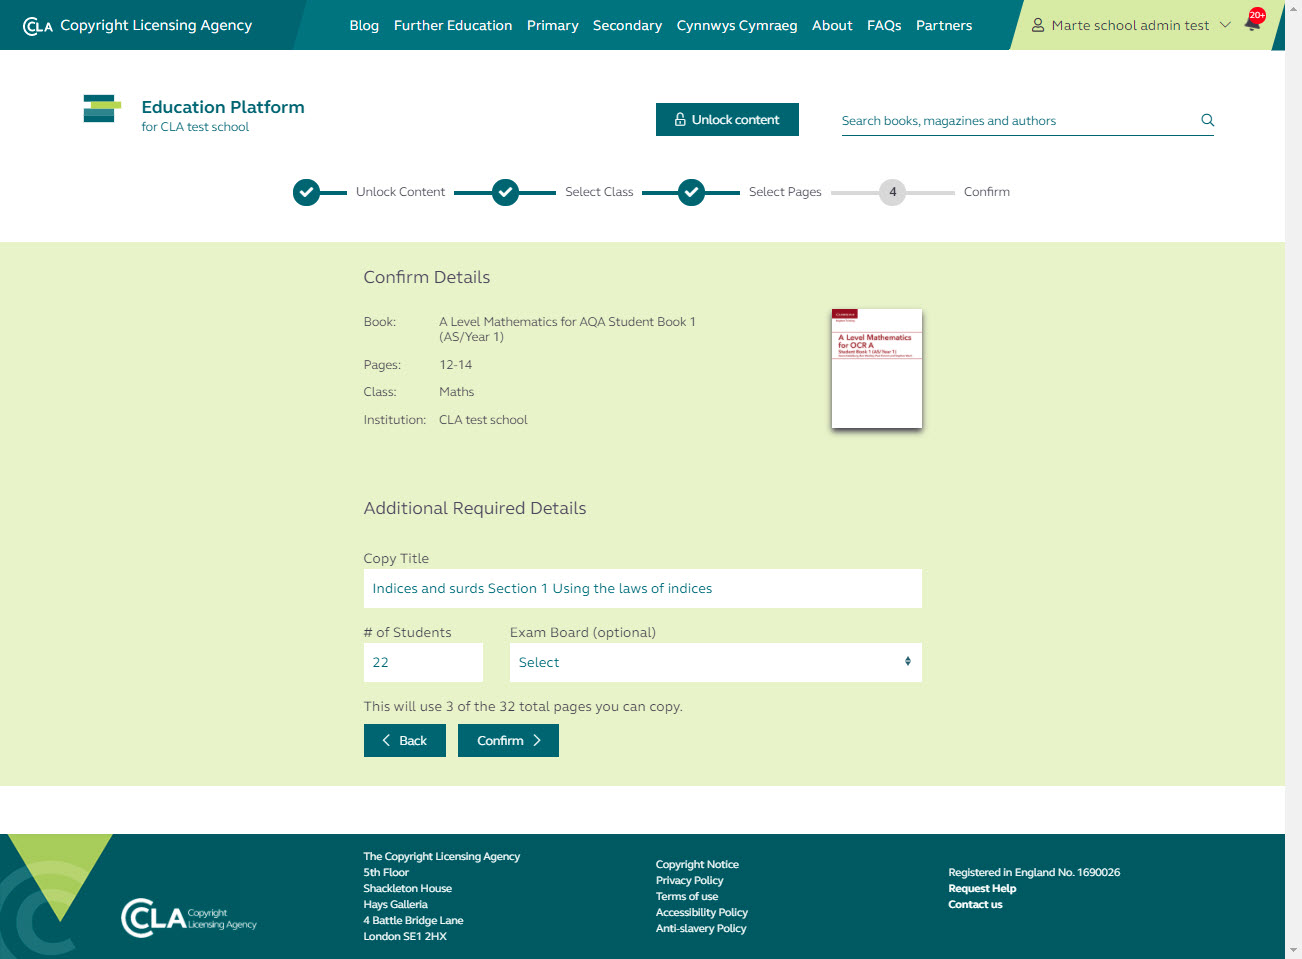 CLA Copyright Licensing Agency
Blog Further Education Primary Secondary Cynnwys Cymraeg About FAQs Partners
Marte school admin test
20+
Education Platform
for CLA test school
Unlock content
Search books, magazines and authors
Unlock Content
Select Class
Select Pages
4
Confirm
Confirm Details
Book: A Level Mathematics for AQA Student Book 1
(AS/Year 1)
Pages: 12-14
Class: Maths
Institution: CLA test school
A Level Mathematics
for OCR A
Student Book 1 (AS/Year 1)
Additional Required Details
Copy Title
Indices and surds Section 1 Using the laws of indices
# of Students Exam Board (optional)
22 Select
This will use 3 of the 32 total pages you can copy.
Back Confirm
CLA Copyright
Licensing Agency
The Copyright Licensing Agency
5th Floor
Shackleton House
Hays Galleria
4 Battle Bridge Lane
London SE1 2HX
Copyright Notice
Privacy Policy
Terms of use
Accessibility Policy
Anti-slavery Policy
Registered in England No. 1690026
Request Help
Contact us